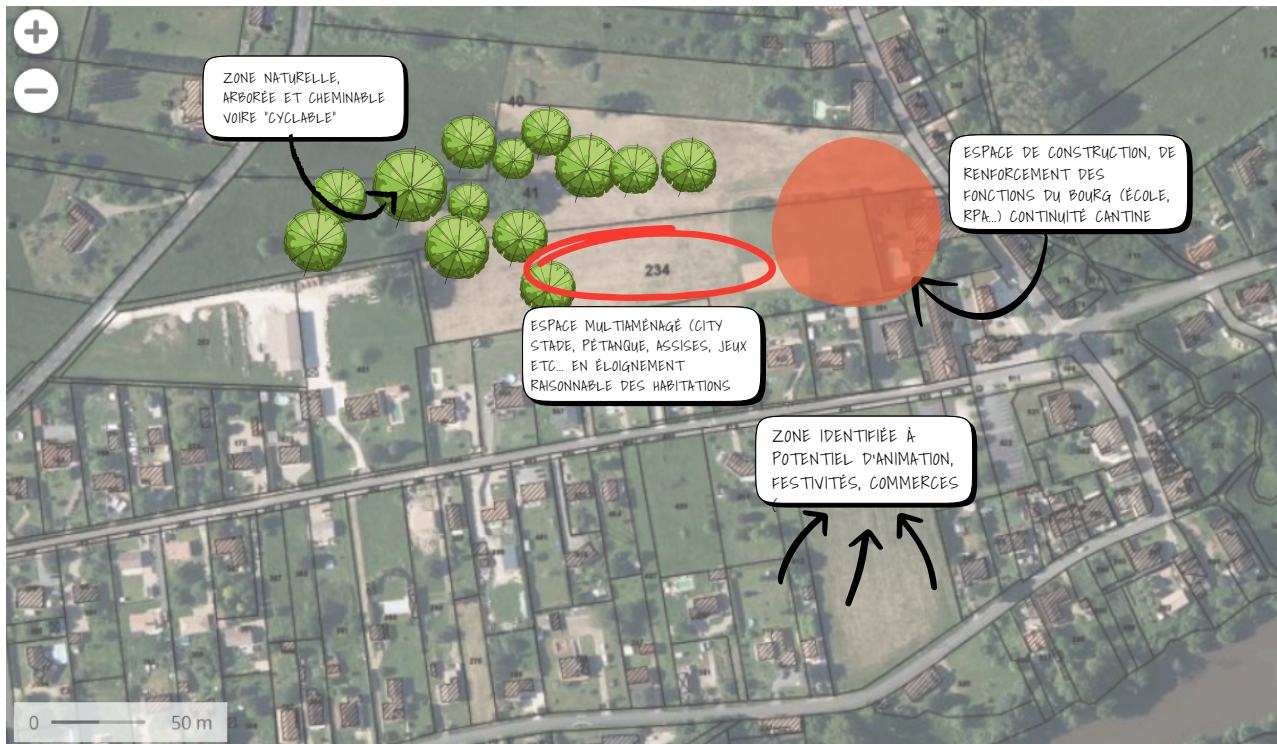 ZONE NATURELLE,
ARBORÉE ET CHEMINABLE
VOIRE "CYCLABLE"
40
41
ESPACE DE CONSTRUCTION, DE
RENFORCEMENT DES
FONCTIONS DU BOURG (ÉCOLE,
RPA...) CONTINUITÉ CANTINE
234
ESPACE MULTIAMÉNAGÉ (CITY
STADE, PÉTANQUE, ASSISES, JEUX
ETC... EN ÉLOIGNEMENT
RAISONNABLE DES HABITATIONS
ZONE IDENTIFIÉE À
POTENTIEL D'ANIMATION,
FESTIVITÉS, COMMERCES
(
0 50 m